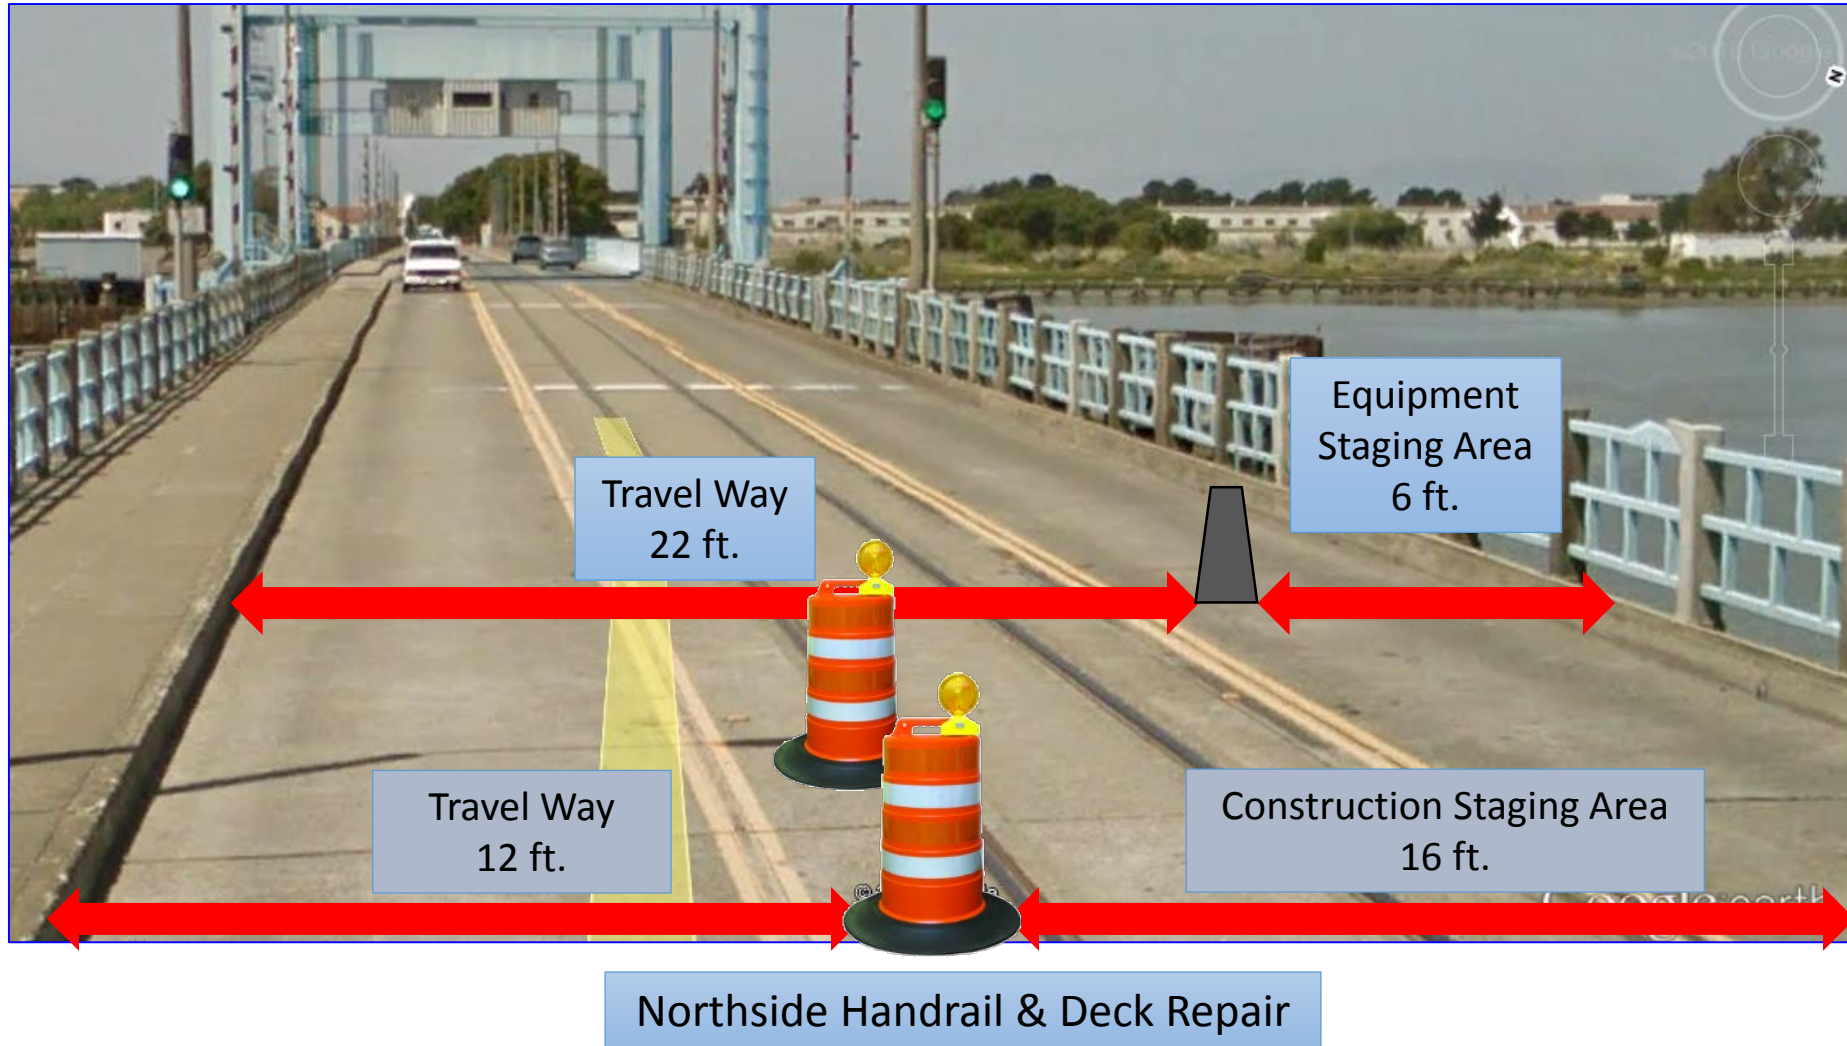 N
Equipment
Staging Area
6 ft.
Travel Way
22 ft.
Travel Way
12 ft.
Construction Staging Area
16 ft.
Northside Handrail & Deck Repair